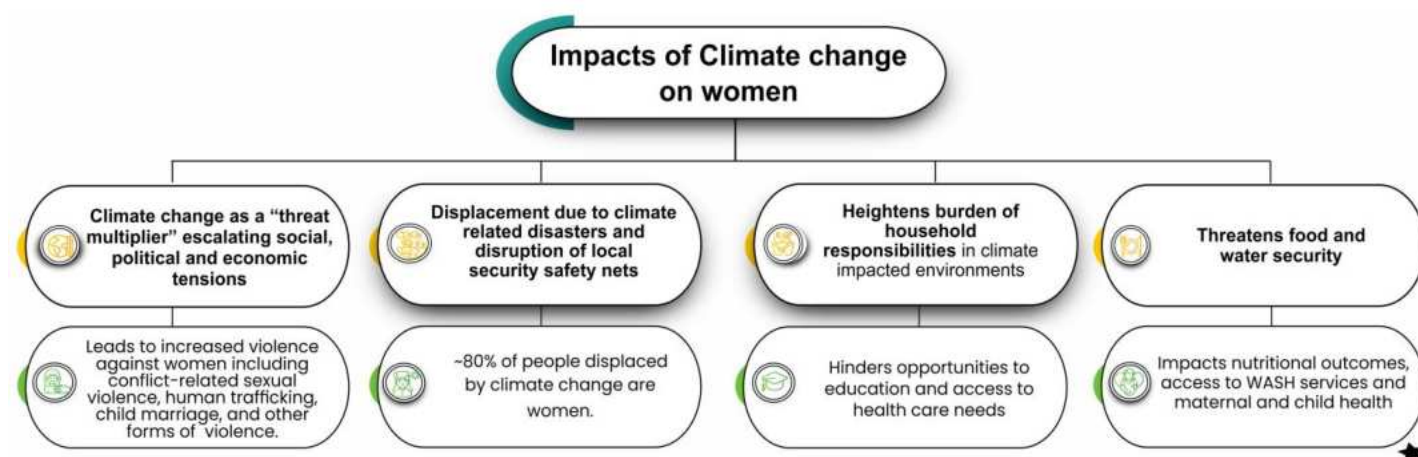 Impacts of Climate change
on women
Climate change as a “threat
multiplier” escalating social,
political and economic
tensions
Leads to increased violence
against women including
conflict-related sexual
violence, human trafficking,
child marriage, and other
forms of violence.
Displacement due to climate
related disasters and
disruption of local
security safety nets
~80% of people displaced
by climate change are
women.
Heightens burden of
household
responsibilities in climate
impacted environments
Hinders opportunities to
education and access to
health care needs
Threatens food and
water security
Impacts nutritional outcomes,
access to WASH services and
maternal and child health